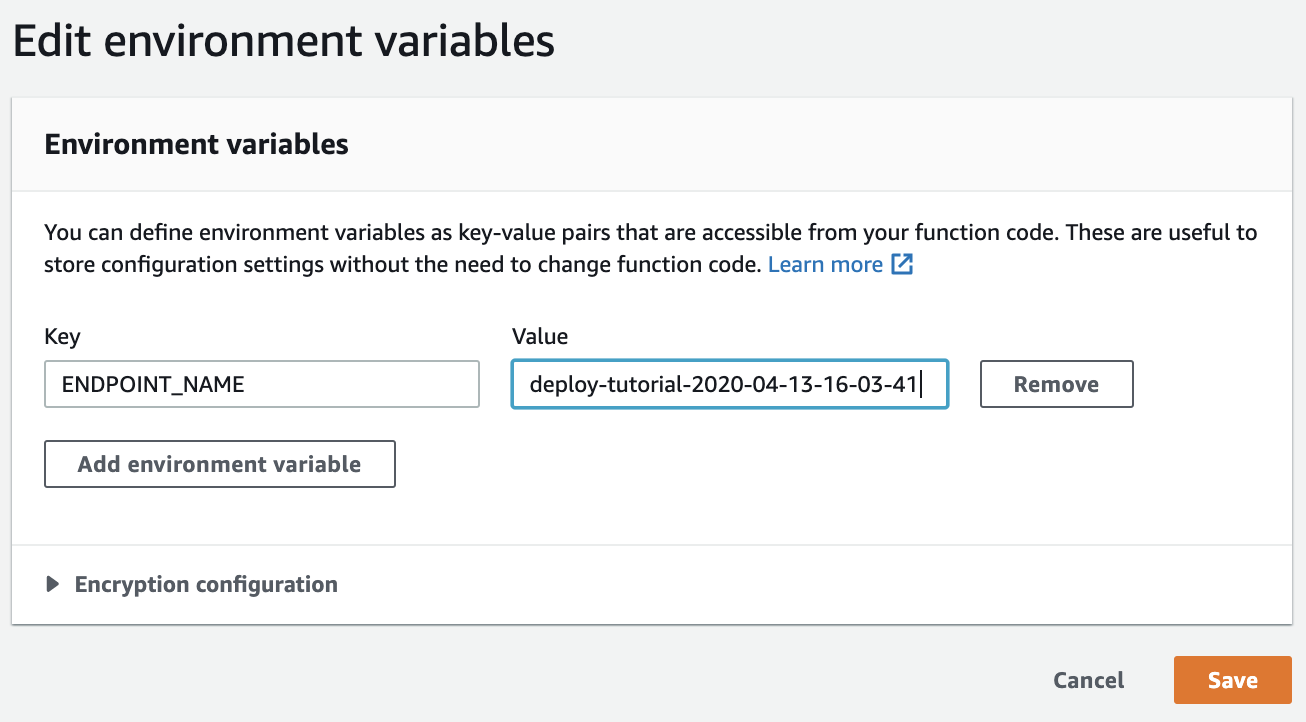 Edit environment variables
Environment variables
You can define environment variables as key-value pairs that are accessible from your function code. These are useful to
store configuration settings without the need to change function code. Learn more
Key
Value
ENDPOINT_NAME
deploy-tutorial-2020-04-13-16-03-41
Remove
Add environment variable
Encryption configuration
Cancel
Save